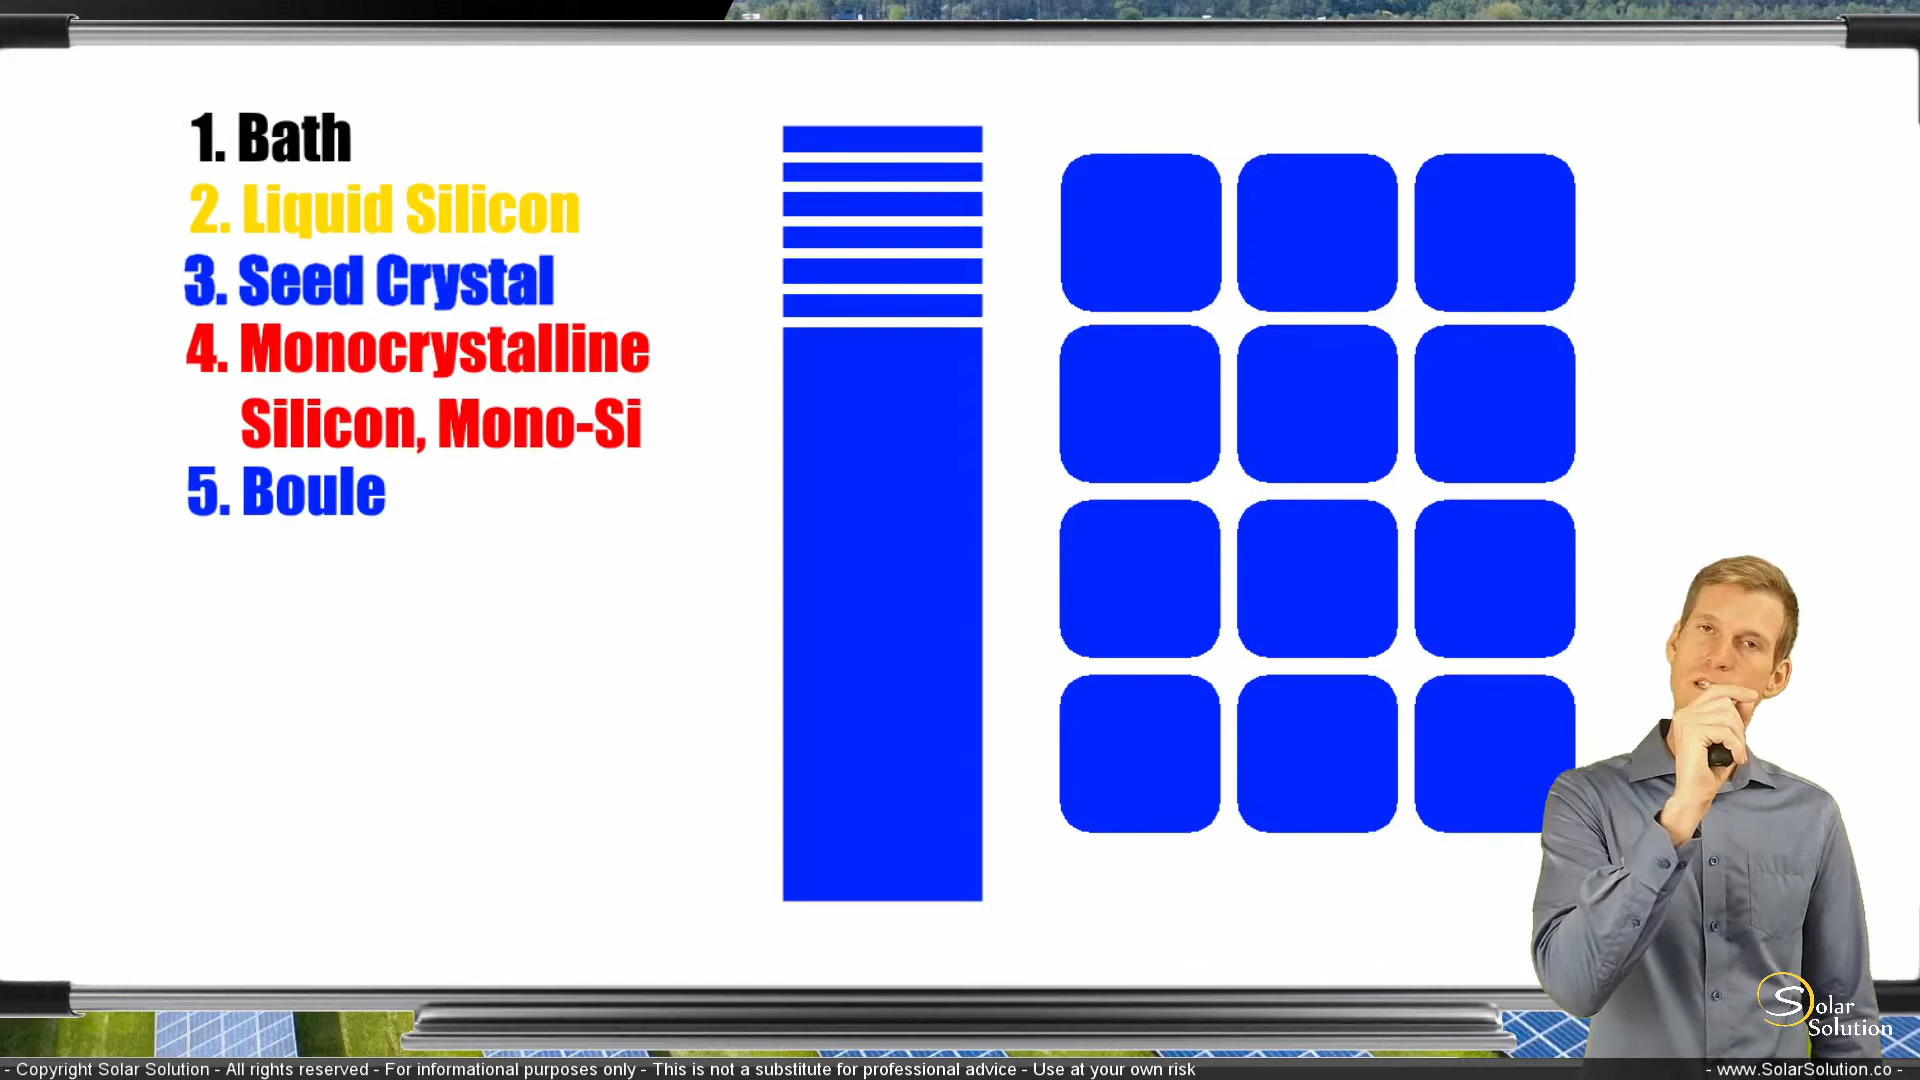 1. Bath
2. Liquid Silicon
3. Seed Crystal
4. Monocrystalline
Silicon, Mono-Si
5. Boule
Solar
Solution
- Copyright Solar Solution - All rights reserved - For informational purposes only - This is not a substitute for professional advice - Use at your own risk
- www.SolarSolution.co -